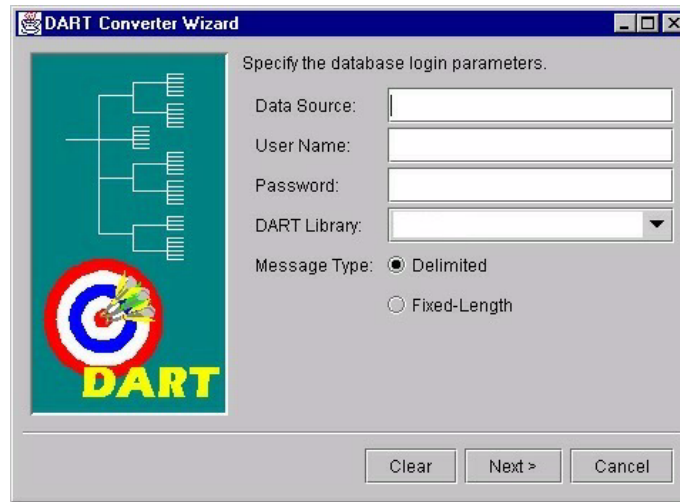 DART Converter Wizard
Specify the database login parameters.
Data Source:
User Name:
Password:
DART Library:
Message Type: Delimited
Fixed-Length
DART
Clear Next > Cancel